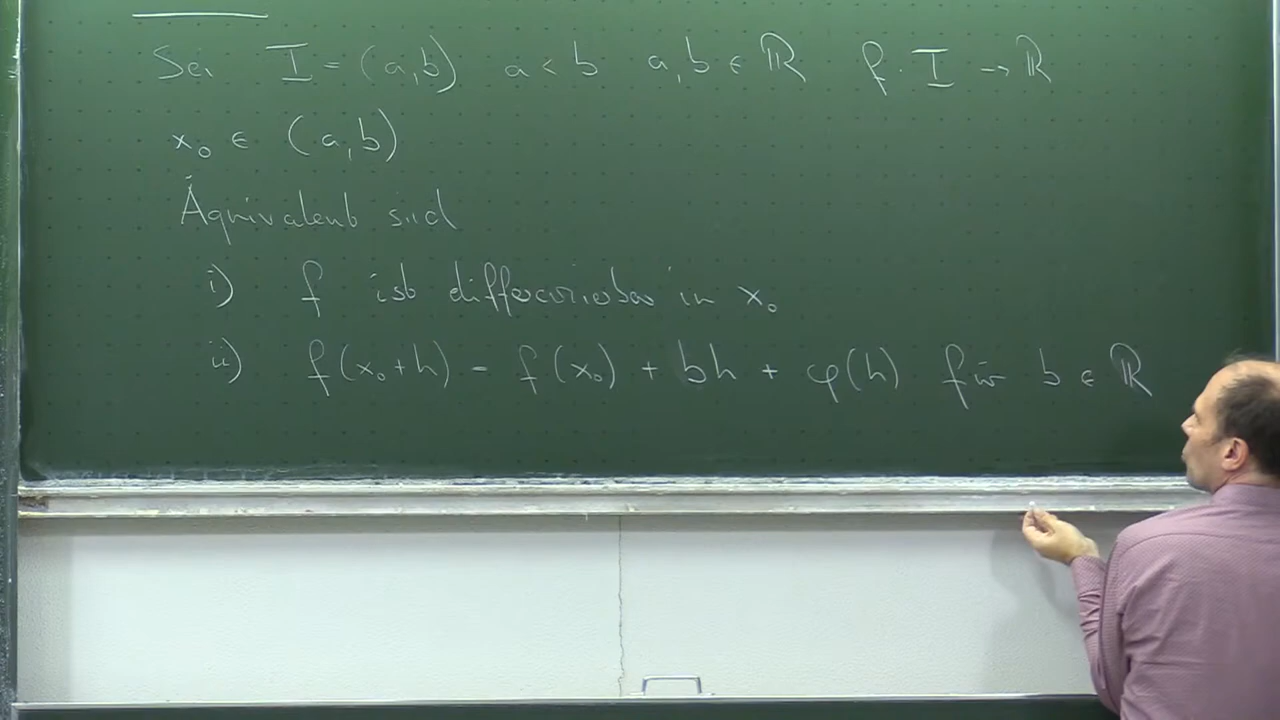 Sei I = (a,b) a < b a,b ∈ ℝ f: I → ℝ
x₀ ∈ (a,b)
Äquivalent sind
i) f ist differenzierbar in x₀
ii) f(x₀+h) = f(x₀) + bh + φ(h) für b ∈ ℝ